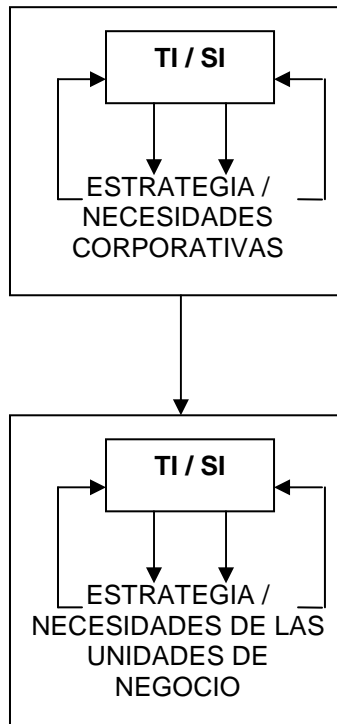 TI / SI
ESTRATEGIA /
NECESIDADES
CORPORATIVAS
TI / SI
ESTRATEGIA /
NECESIDADES DE LAS
UNIDADES DE
NEGOCIO